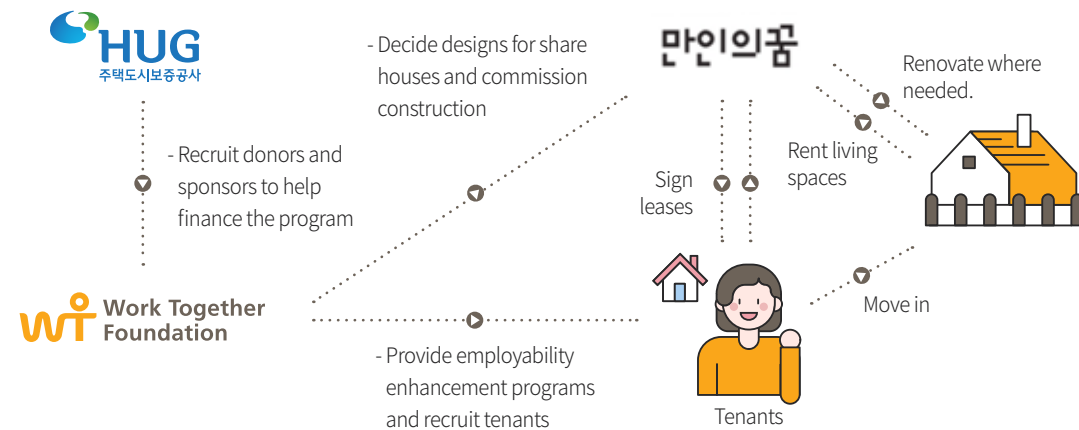 HUG
주택도시보증공사
- Recruit donors and
sponsors to help
finance the program
- Decide designs for share
houses and commission
construction
만인의꿈
Renovate where
needed.
Rent living
spaces
Sign
leases
Work Together
Foundation
- Provide employability
enhancement programs
and recruit tenants
Tenants
Move in